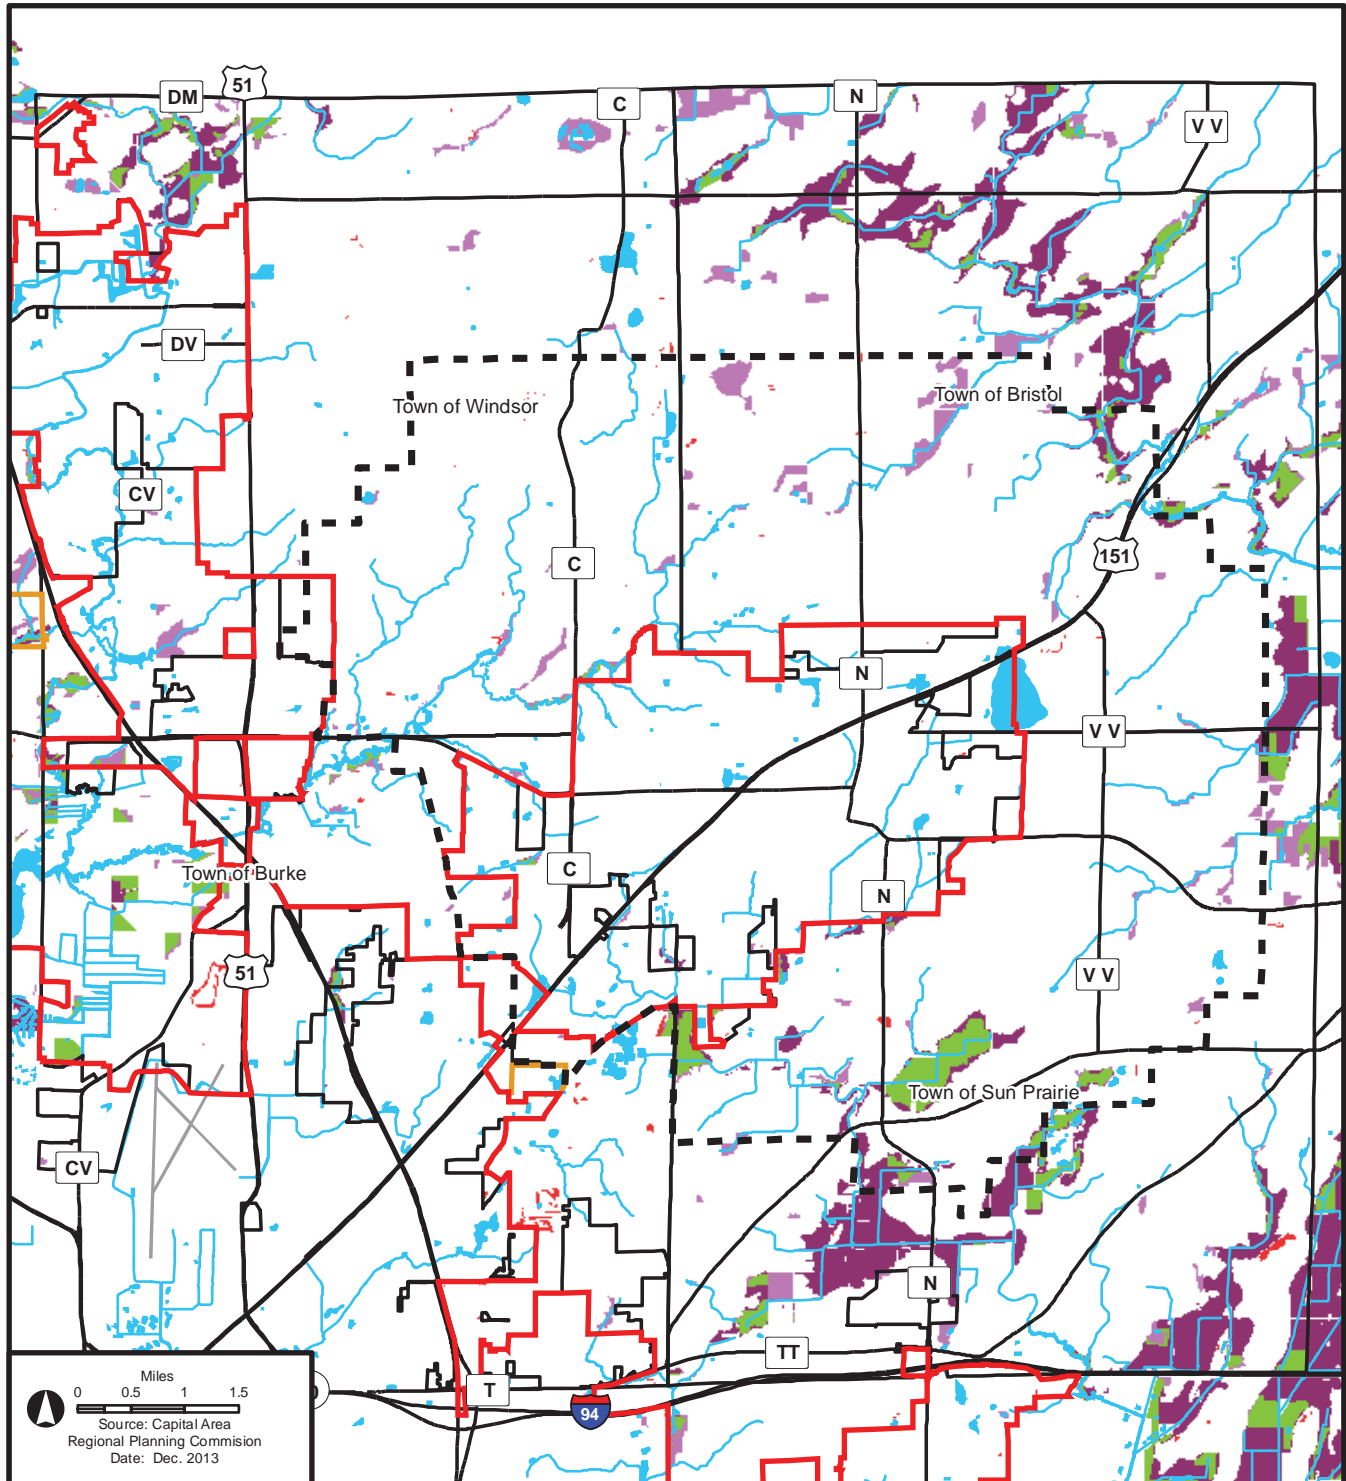 51
DM
C
N
V V
DV
Town of Windsor
Town of Bristol
CV
151
C
N
V V
C
Town of Burke
N
51
V V
Town of Sun Prairie
CV
N
TT
T
94
Miles
0 0.5 1 1.5
Source: Capital Area
Regional Planning Commision
Date: Dec. 2013